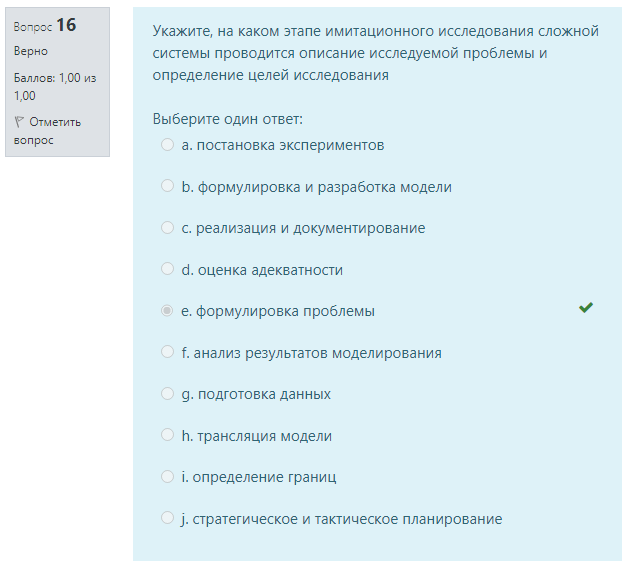 Вопрос 16
Верно
Баллов: 1,00 из
1,00
Отметить
вопрос
Укажите, на каком этапе имитационного исследования сложной
системы проводится описание исследуемой проблемы и
определение целей исследования
Выберите один ответ:
a. постановка экспериментов
b. формулировка и разработка модели
c. реализация и документирование
d. оценка адекватности
e. формулировка проблемы
f. анализ результатов моделирования
g. подготовка данных
h. трансляция модели
i. определение границ
j. стратегическое и тактическое планирование